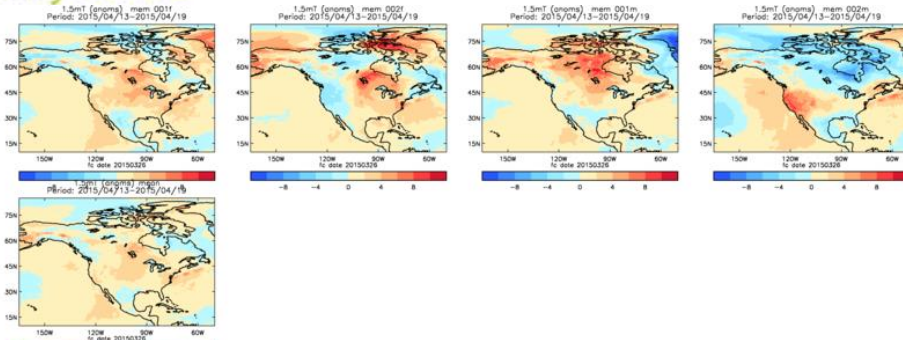 1.5mT (anoms) mem 001f
Period: 2015/04/13-2015/04/19
75N
60N
45N
30N
15N
150W 120W 90W 60W
fc date 20150326
1.5mT (anoms) mem 002f
Period: 2015/04/13-2015/04/19
75N
60N
45N
30N
15N
150W 120W 90W 60W
fc date 20150326
-8 -4 0 4 8
1.5mT (anoms) mem 001m
Period: 2015/04/13-2015/04/19
75N
60N
45N
30N
15N
150W 120W 90W 60W
fc date 20150326
-8 -4 0 4 8
1.5mT (anoms) mem 002m
Period: 2015/04/13-2015/04/19
75N
60N
45N
30N
15N
150W 120W 90W 60W
fc date 20150326
-8 -4 0 4 8
1.5mT (anoms) mean
Period: 2015/04/13-2015/04/19
75N
60N
45N
30N
15N
150W 120W 90W 60W
fc date 20150326